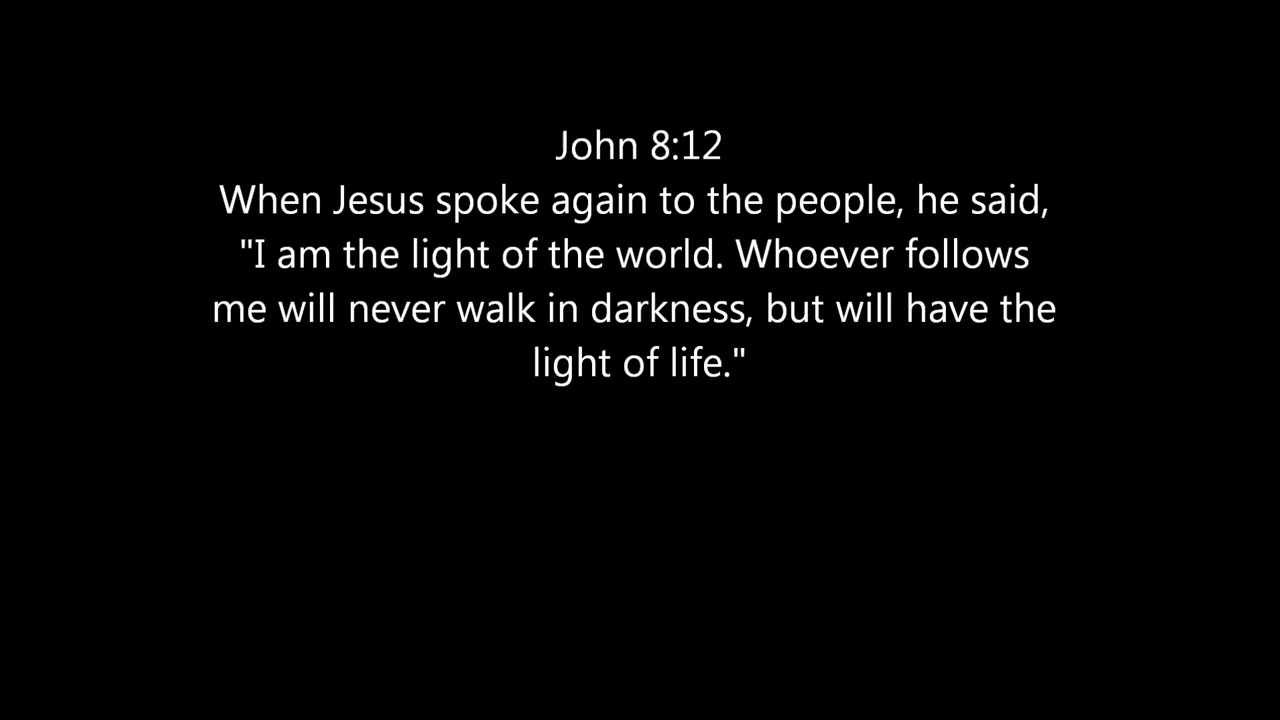 John 8:12
When Jesus spoke again to the people, he said,
"I am the light of the world. Whoever follows
me will never walk in darkness, but will have the
light of life."